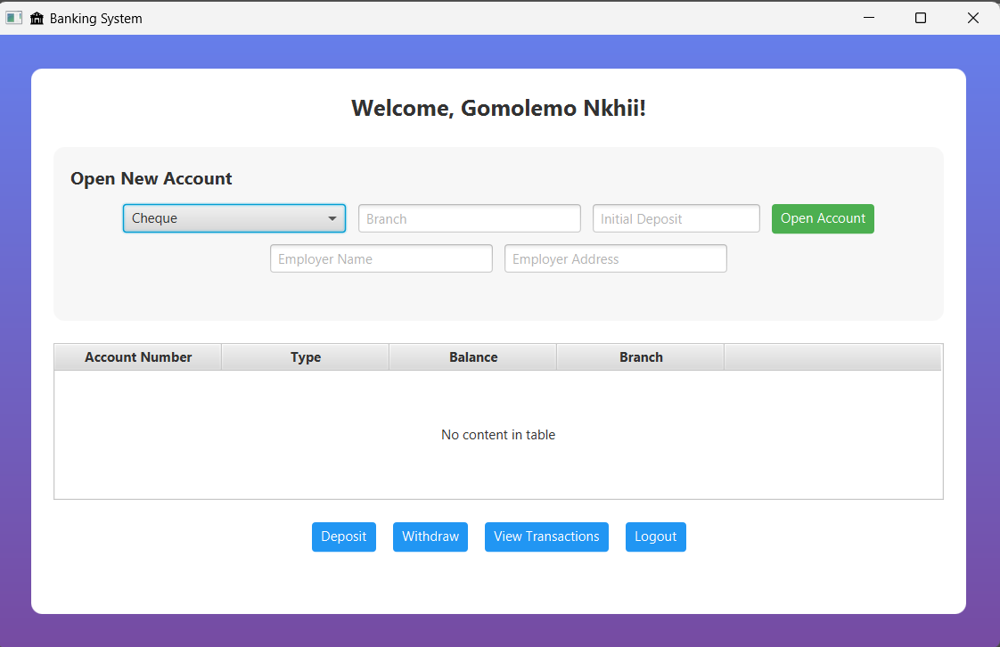 Banking System
Welcome, Gomolemo Nkhii!
Open New Account
Cheque Branch Initial Deposit Open Account
Employer Name Employer Address
Account Number Type Balance Branch
No content in table
Deposit Withdraw View Transactions Logout